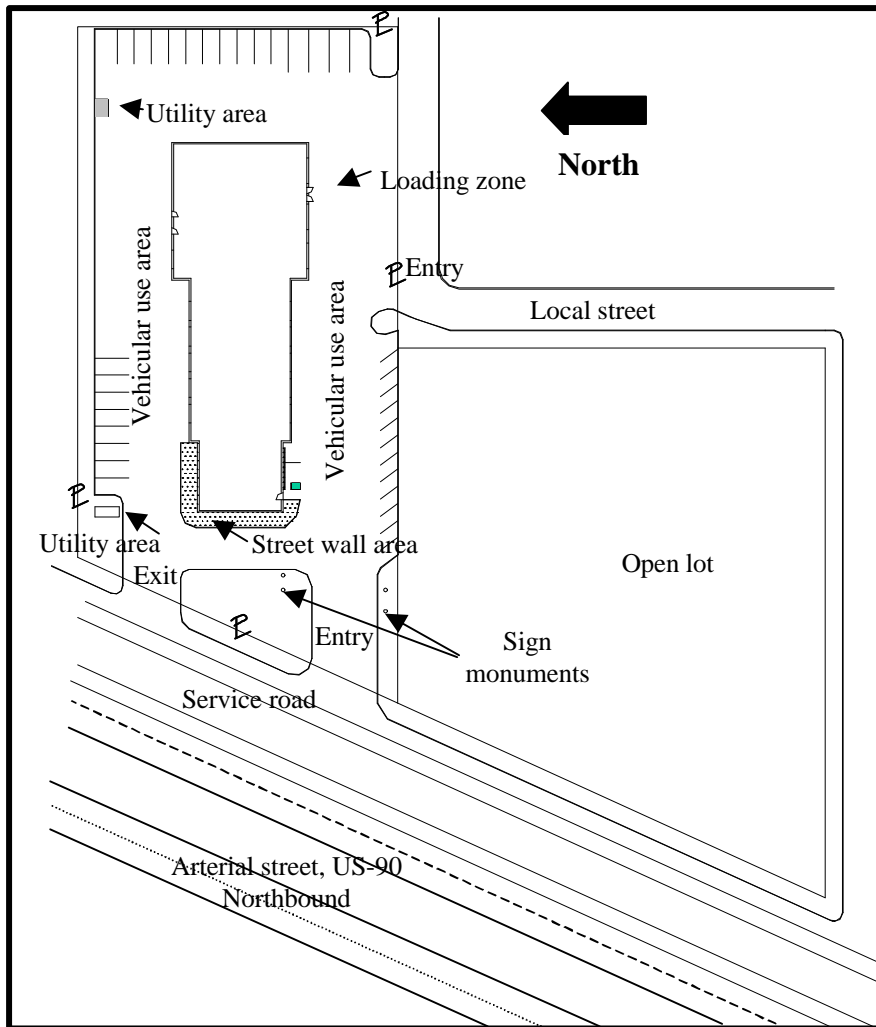 Utility area
North
Loading zone
Vehicular use area
Vehicular use area
PL
Entry
Local street
Utility area
Street wall area
Open lot
Exit
Entry
Sign
monuments
Service road
Arterial street, US-90
Northbound